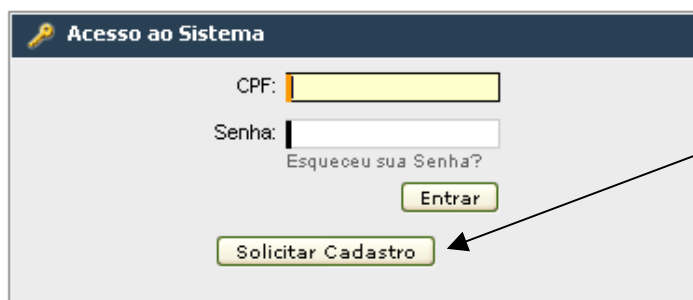 Acesso ao Sistema
CPF:
Senha:
Esqueceu sua Senha?
Entrar
Solicitar Cadastro